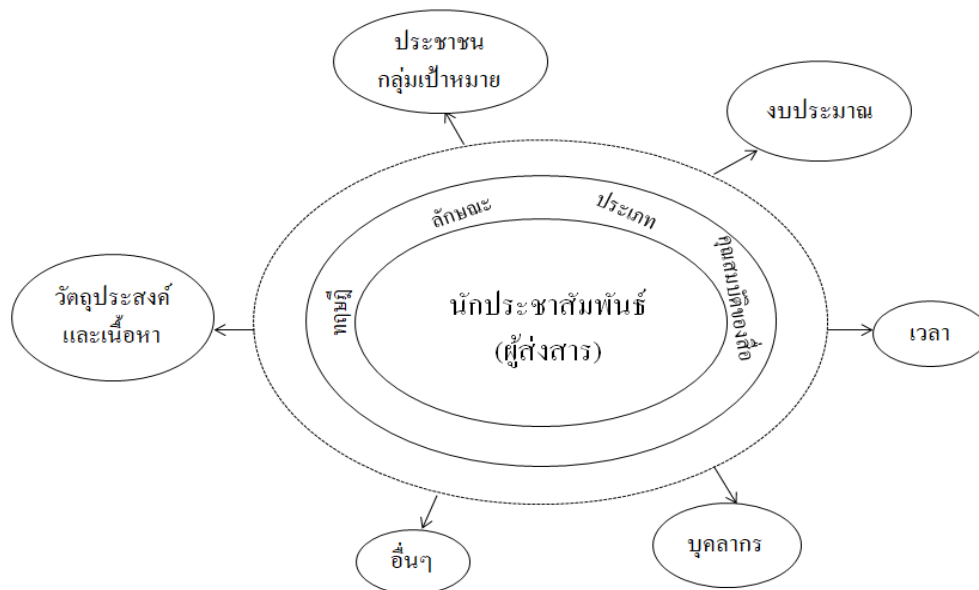 ประชาชน
กลุ่มเป้าหมาย
งบประมาณ
ลักษณะ
ประเภท
คุณสมบัติของสื่อ
ทฤษฎี
นักประชาสัมพันธ์
(ผู้ส่งสาร)
วัตถุประสงค์
และเนื้อหา
เวลา
บุคลากร
อื่นๆ